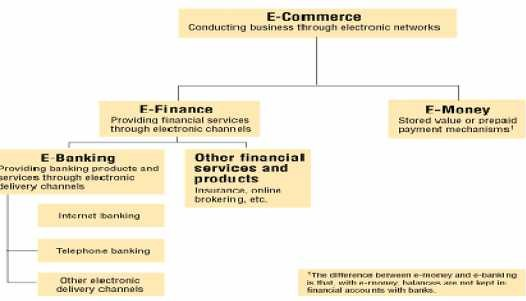 E-Commerce
Conducting business through electronic networks
E-Finance
Providing financial services
through electronic channels
E-Money
Stored value or prepaid
payment mechanisms¹
E-Banking
Providing banking products and
services through electronic
delivery channels
Other financial
services and
products
Insurance, online
brokering, etc.
Internet banking
Telephone banking
Other electronic
delivery channels
¹The difference between e-money and e-banking
is that, with e-money, balances are not kept in
financial accounts with banks.